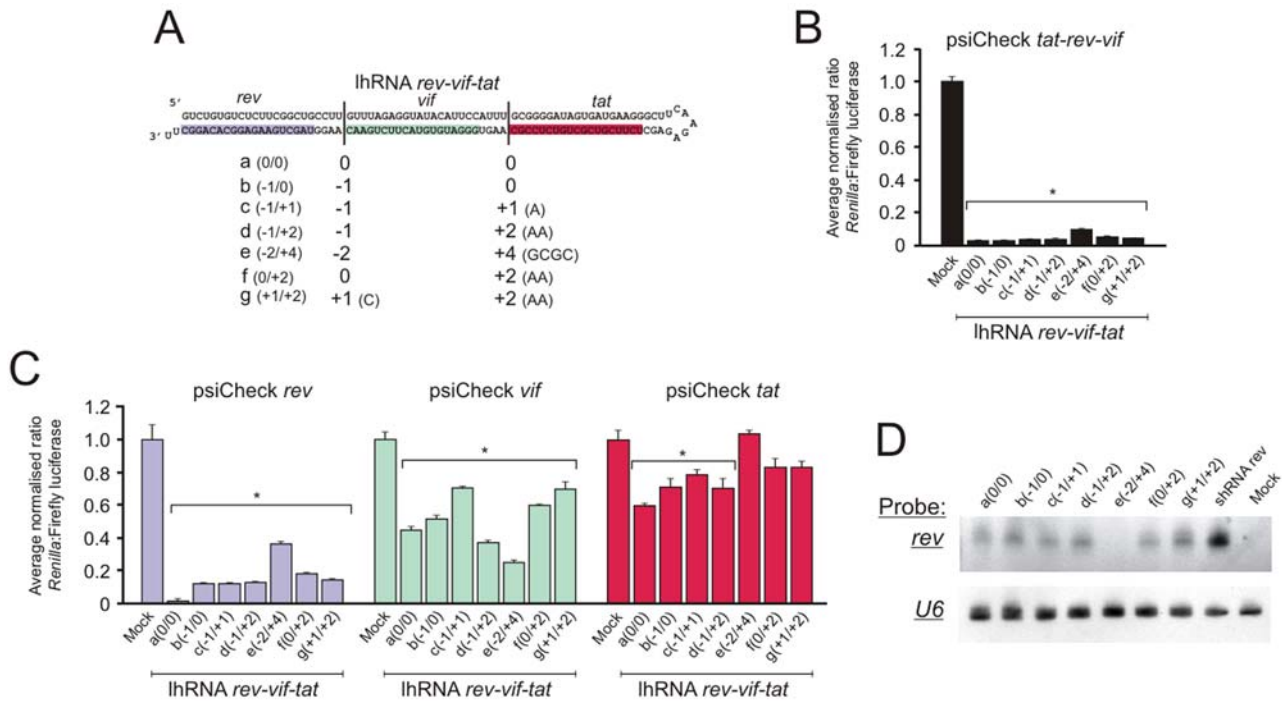 A
lhRNA rev-vif-tat
rev vif tat
5' GUCUGUGUCUCUUCGGCUGCCUU GUUUAGAGGUAUACAUUCCAUUU GCGGGGAUAGUGAUGAAGGGCUU C A A G A G A
3' U U CGGACACGGAGAAGUCGAUGGAA CAAGUCUUCAUGUGUAGGGUGAA CGCCUCUGUCGCUGCUUCUCGA
a (0/0) 0 0
b (-1/0) -1 0
c (-1/+1) -1 +1 (A)
d (-1/+2) -1 +2 (AA)
e (-2/+4) -2 +4 (GCGC)
f (0/+2) 0 +2 (AA)
g (+1/+2) +1 (C) +2 (AA)
B
psiCheck tat-rev-vif
Average normalised ratio
Renilla:Firefly luciferase
1.2
1.0
0.8
0.6
0.4
0.2
0
*
Mock a(0/0) b(-1/0) c(-1/+1) d(-1/+2) e(-2/+4) f(0/+2) g(+1/+2)
lhRNA rev-vif-tat
C
psiCheck rev psiCheck vif psiCheck tat
Average normalised ratio
Renilla:Firefly luciferase
1.2
1.0
0.8
0.6
0.4
0.2
0
* * *
Mock a(0/0) b(-1/0) c(-1/+1) d(-1/+2) e(-2/+4) f(0/+2) g(+1/+2) Mock a(0/0) b(-1/0) c(-1/+1) d(-1/+2) e(-2/+4) f(0/+2) g(+1/+2) Mock a(0/0) b(-1/0) c(-1/+1) d(-1/+2) e(-2/+4) f(0/+2) g(+1/+2)
lhRNA rev-vif-tat lhRNA rev-vif-tat lhRNA rev-vif-tat
D
Probe: a(0/0) b(-1/0) c(-1/+1) d(-1/+2) e(-2/+4) f(0/+2) g(+1/+2) shRNA rev Mock
rev
U6